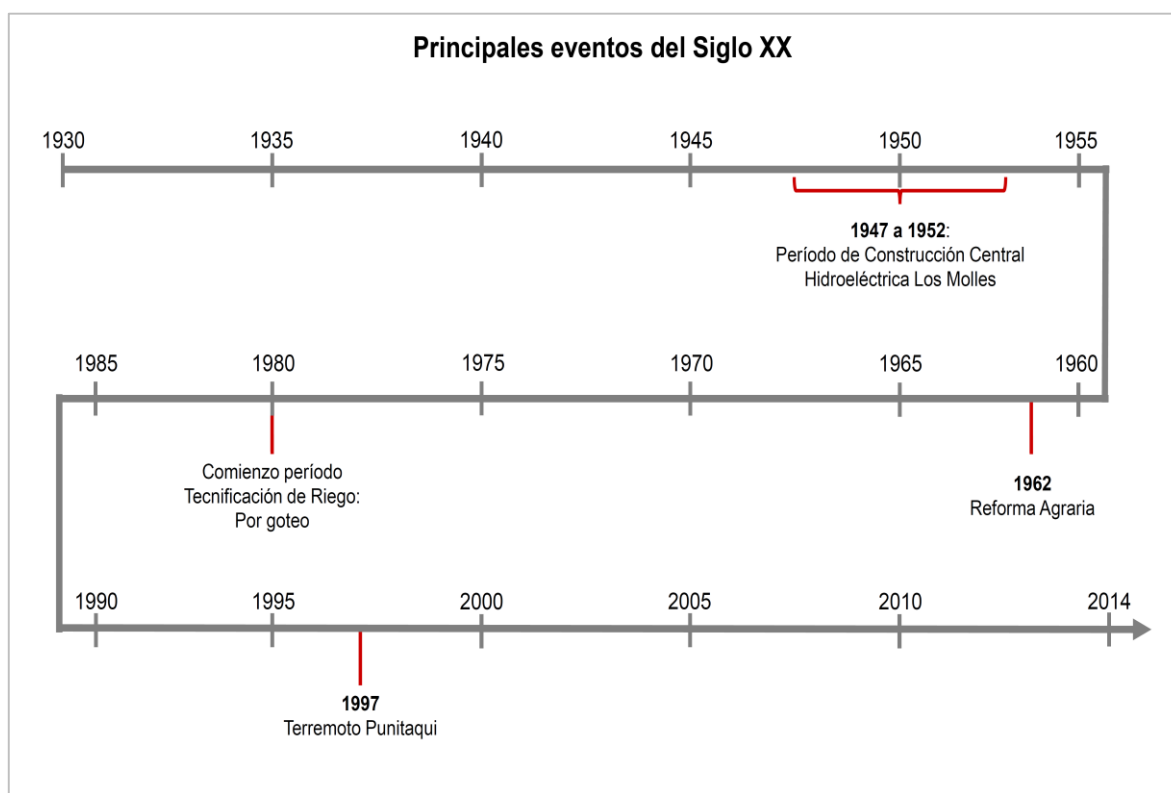 Principales eventos del Siglo XX
1930 1935 1940 1945 1950 1955
1947 a 1952:
Período de Construcción Central
Hidroeléctrica Los Molles
1985 1980 1975 1970 1965 1960
Comienzo período
Tecnificación de Riego:
Por goteo
1962
Reforma Agraria
1990 1995 2000 2005 2010 2014
1997
Terremoto Punitaqui